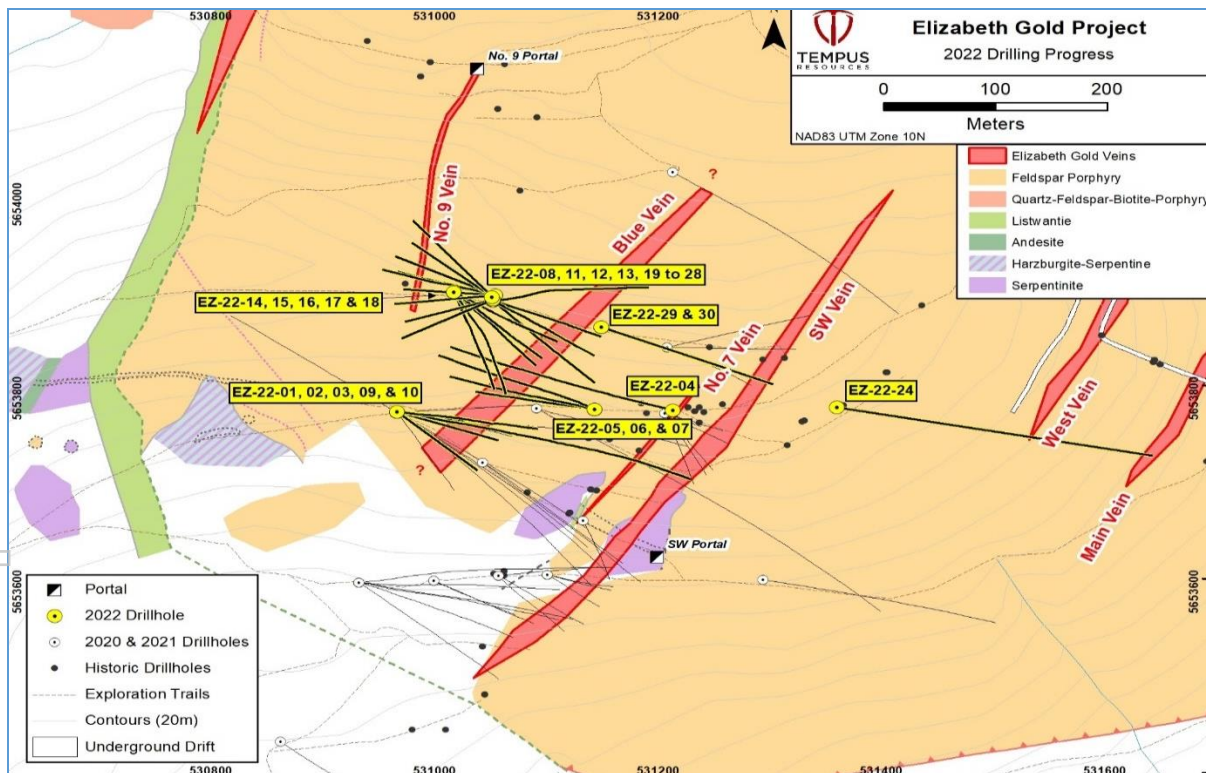 530800
531000
531200
N
TEMPUS
RESOURCES
Elizabeth Gold Project
2022 Drilling Progress
0 100 200
Meters
NAD83 UTM Zone 10N
Elizabeth Gold Veins
Feldspar Porphyry
Quartz-Feldspar-Biotite-Porphyry
Listwantie
Andesite
Harzburgite-Serpentine
Serpentinite
No. 9 Portal
No. 9 Vein
Blue Vein
?
SW Vein
No. 7 Vein
West Vein
Main Vein
5654000
5653800
5653600
5653800
5653600
EZ-22-08, 11, 12, 13, 19 to 28
EZ-22-14, 15, 16, 17 & 18
EZ-22-29 & 30
EZ-22-01, 02, 03, 09, & 10
EZ-22-04
EZ-22-24
EZ-22-05, 06, & 07
?
SW Portal
Portal
2022 Drillhole
2020 & 2021 Drillholes
Historic Drillholes
Exploration Trails
Contours (20m)
Underground Drift
530800
531000
531200
531400
531600